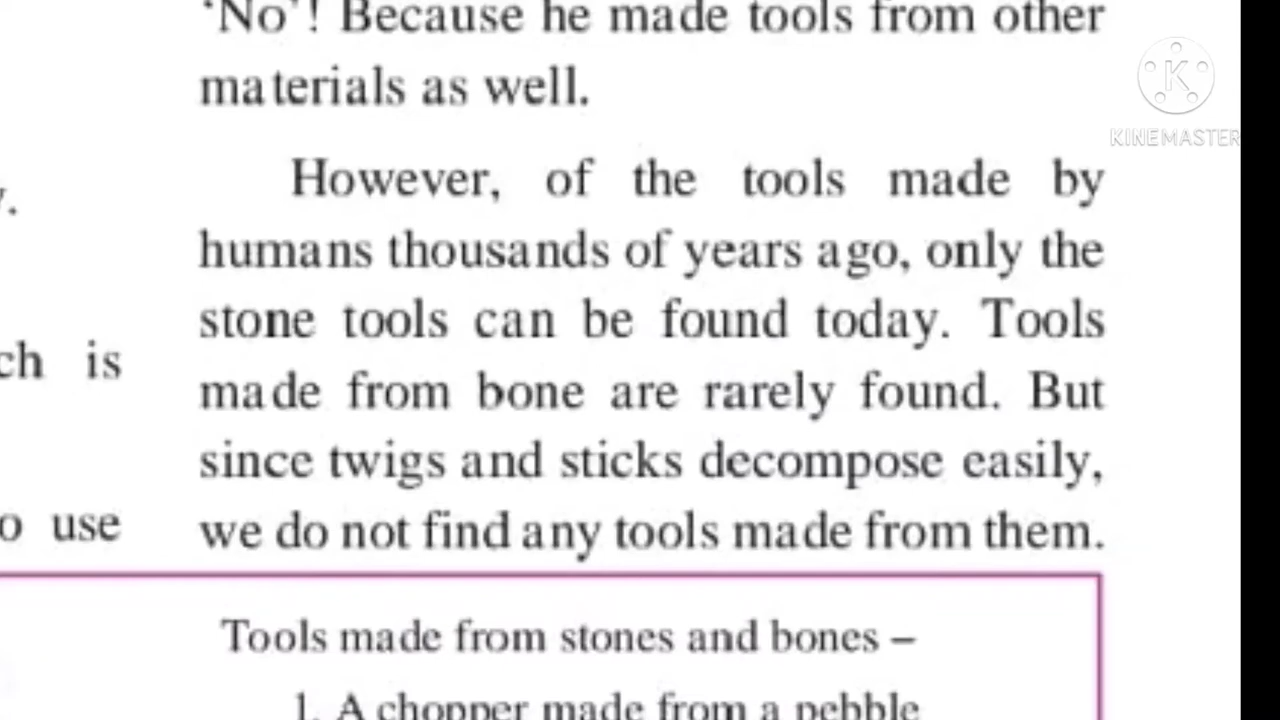 'No'! Because he made tools from other
materials as well.
However, of the tools made by
humans thousands of years ago, only the
stone tools can be found today. Tools
made from bone are rarely found. But
since twigs and sticks decompose easily,
we do not find any tools made from them.
is
use
Tools made from stones and bones –
1. A chopper made from a pebble
KINEMASTER